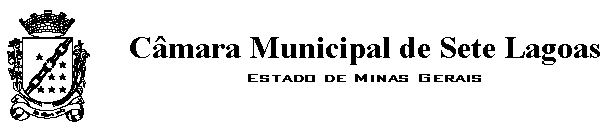 Câmara Municipal de Sete Lagoas
ESTADO DE MINAS GERAIS